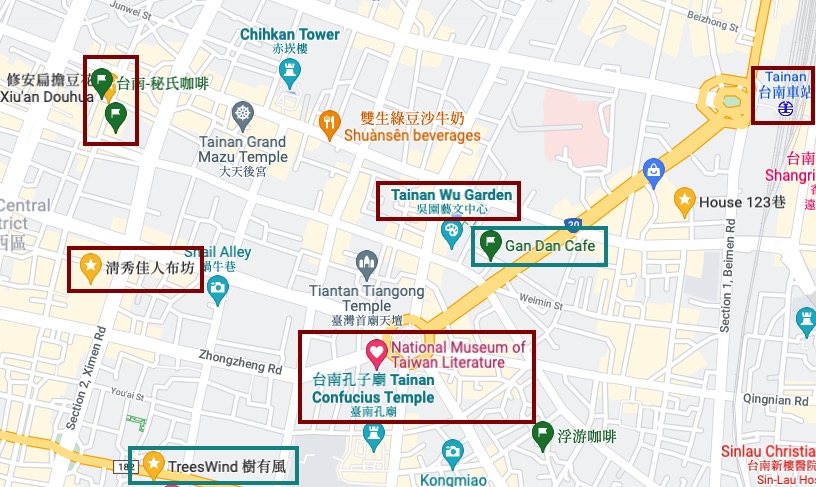 Junwei St
Beizhong St
Chihkan Tower
赤崁樓
Tainan
台南車站
修安扁擔豆花
Xiu'an Douhua
台南-秘氏咖啡
雙生綠豆沙牛奶
Shuànsên beverages
Tainan Grand
Mazu Temple
大天後宮
台南
Shangri
Central
西區
Tainan Wu Garden
吳園藝文中心
House 123巷
20
Gan Dan Cafe
Snail Alley
蝸牛巷
清秀佳人布坊
Tiantan Tiangong
Temple
臺灣首廟天壇
Weimin St
Section 1, Beimen Rd
National Museum of
Taiwan Literature
Zhongzheng Rd
Section 2, Ximen Rd
台南孔子廟 Tainan
Confucius Temple
臺南孔廟
You'ai St
Qingnian Rd
浮游咖啡
182
TreesWind 樹有風
Kongmiao
Sinlau Christia
台南新樓醫院
Sin-Lau Hos